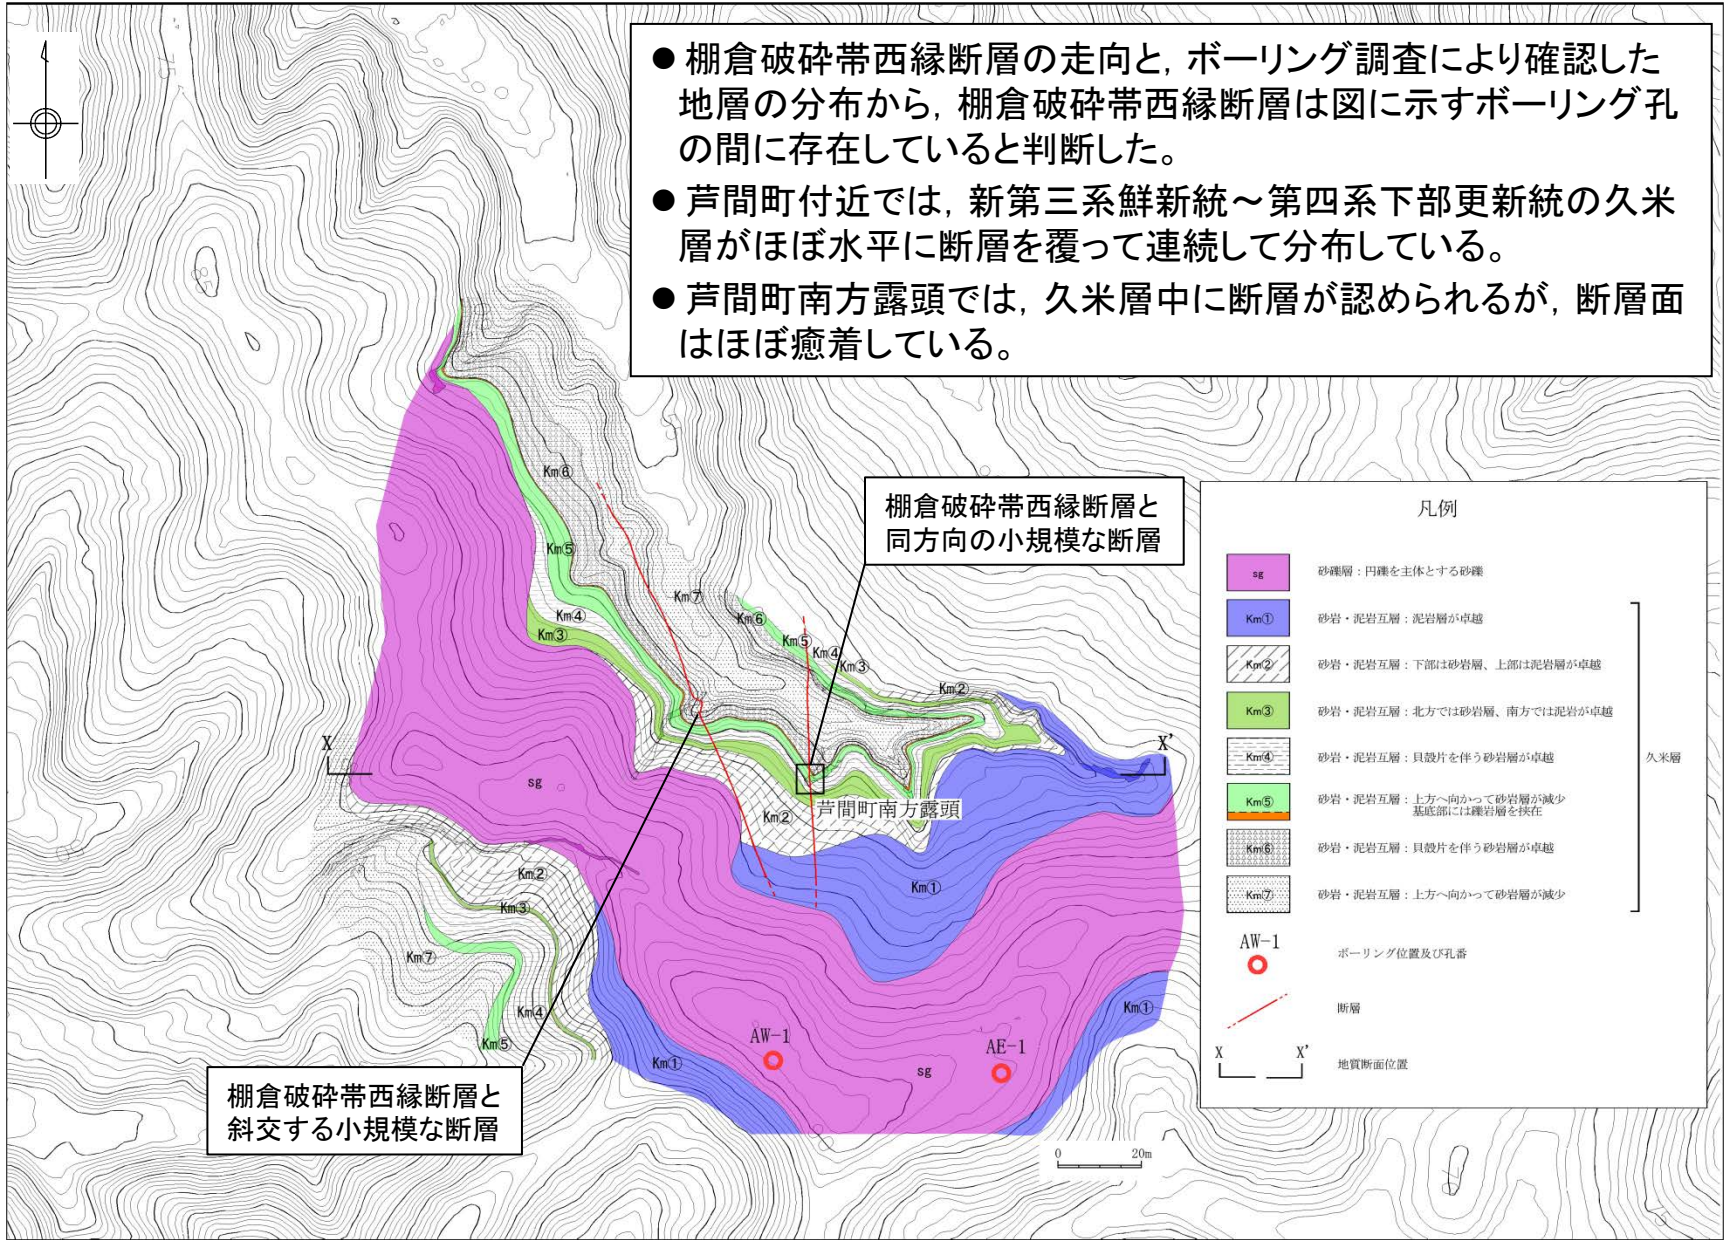 ● 棚倉破砕帯西縁断層の走向と, ボーリング調査により確認した
地層の分布から, 棚倉破砕帯西縁断層は図に示すボーリング孔
の間に存在していると判断した。
● 芦間町付近では, 新第三系鮮新統～第四系下部更新統の久米
層がほぼ水平に断層を覆って連続して分布している。
● 芦間町南方露頭では, 久米層中に断層が認められるが, 断層面
はほぼ癒着している。
Km⑥
棚倉破砕帯西縁断層と
同方向の小規模な断層
Km⑤
Km⑦
Km④
Km③
Km⑥
Km⑤
Km④
Km③
Km②
X
X’
sg
芦間町南方露頭
Km②
Km②
Km①
Km③
Km⑦
Km④
Km⑤
Km①
Km①
AW-1
AE-1
sg
棚倉破砕帯西縁断層と
斜交する小規模な断層
0 20m
凡例
sg 砂礫層：円礫を主体とする砂礫
Km① 砂岩・泥岩互層：泥岩層が卓越
Km② 砂岩・泥岩互層：下部は砂岩層、上部は泥岩層が卓越
Km③ 砂岩・泥岩互層：北方では砂岩層、南方では泥岩が卓越
Km④ 砂岩・泥岩互層：貝殻片を伴う砂岩層が卓越
久米層
Km⑤ 砂岩・泥岩互層：上方へ向かって砂岩層が減少
基底部には礫岩層を挟在
Km⑥ 砂岩・泥岩互層：貝殻片を伴う砂岩層が卓越
Km⑦ 砂岩・泥岩互層：上方へ向かって砂岩層が減少
AW-1 ボーリング位置及び孔番
断層
X X’ 地質断面位置